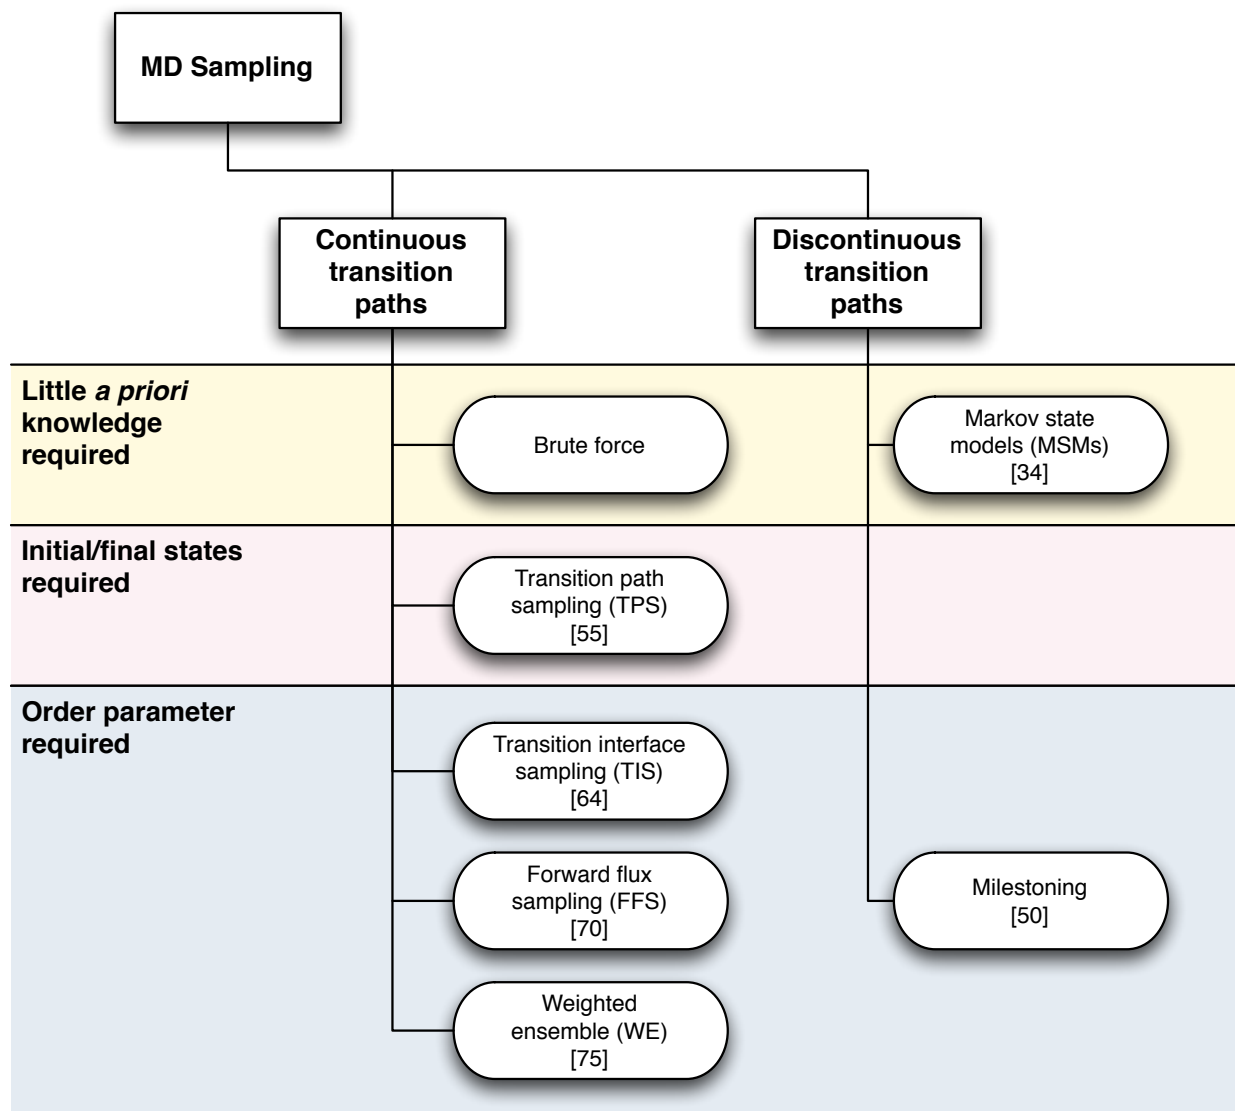 MD Sampling
Continuous
transition
paths
Discontinuous
transition
paths
Little a priori
knowledge
required
Brute force
Markov state
models (MSMs)
[34]
Initial/final states
required
Transition path
sampling (TPS)
[55]
Order parameter
required
Transition interface
sampling (TIS)
[64]
Forward flux
sampling (FFS)
[70]
Milestoning
[50]
Weighted
ensemble (WE)
[75]